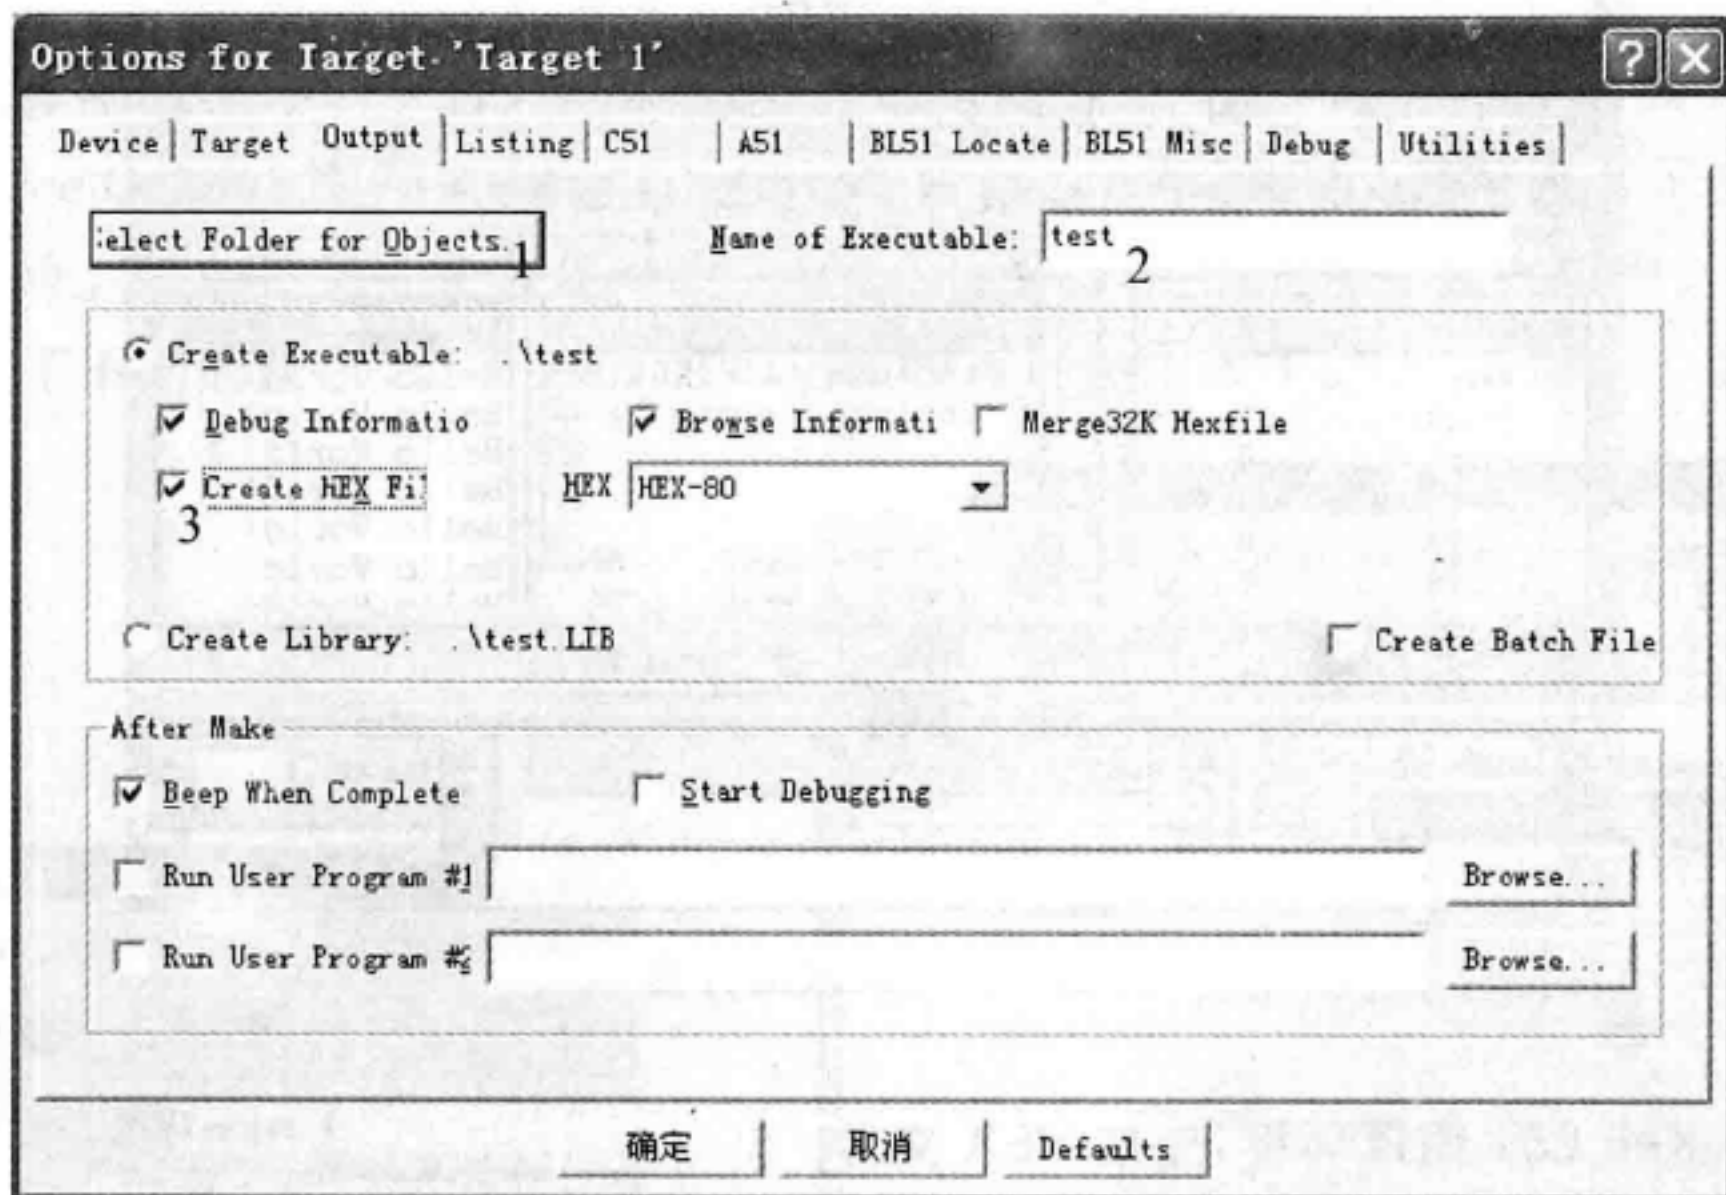 Options for Target 'Target 1'
Device Target Output Listing C51 A51 BL51 Locate BL51 Misc Debug Utilities
elect Folder for Objects. 1 Name of Executable: test 2
Create Executable: .\test
Debug Informatio Browse Informati Merge32K Hexfile
Create HEX Fi HEX HEX-80
3
Create Library: .\test.LIB Create Batch File
After Make
Beep When Complete Start Debugging
Run User Program #1 Browse...
Run User Program #2 Browse...
确定 取消 Defaults